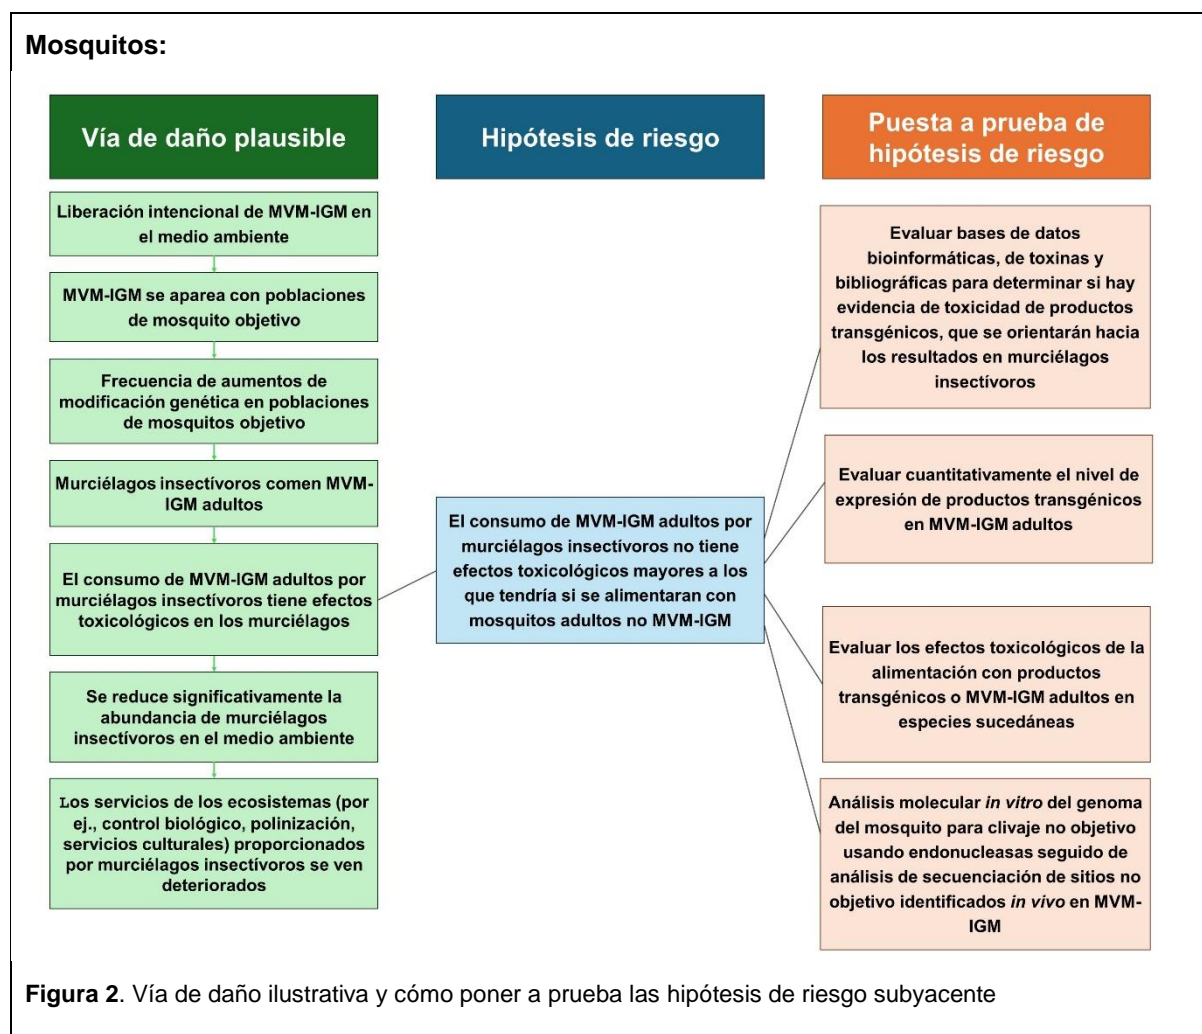 Mosquitos:
Vía de daño plausible
Liberación intencional de MVM-IGM en
el medio ambiente
MVM-IGM se aparea con poblaciones
de mosquito objetivo
Frecuencia de aumentos de
modificación genética en poblaciones
de mosquitos objetivo
Murciélagos insectívoros comen MVM-
IGM adultos
El consumo de MVM-IGM adultos por
murciélagos insectívoros tiene efectos
toxicológicos en los murciélagos
Se reduce significativamente la
abundancia de murciélagos
insectívoros en el medio ambiente
Los servicios de los ecosistemas (por
ej., control biológico, polinización,
servicios culturales) proporcionados
por murciélagos insectívoros se ven
deteriorados
Hipótesis de riesgo
El consumo de MVM-IGM adultos por
murciélagos insectívoros no tiene
efectos toxicológicos mayores a los
que tendría si se alimentaran con
mosquitos adultos no MVM-IGM
Puesta a prueba de
hipótesis de riesgo
Evaluar bases de datos
bioinformáticas, de toxinas y
bibliográficas para determinar si hay
evidencia de toxicidad de productos
transgénicos, que se orientarán hacia
los resultados en murciélagos
insectívoros
Evaluar cuantitativamente el nivel de
expresión de productos transgénicos
en MVM-IGM adultos
Evaluar los efectos toxicológicos de la
alimentación con productos
transgénicos o MVM-IGM adultos en
especies sucedáneas
Análisis molecular in vitro del genoma
del mosquito para clivaje no objetivo
usando endonucleasas seguido de
análisis de secuenciación de sitios no
objetivo identificados in vivo en MVM-
IGM
Figura 2. Vía de daño ilustrativa y cómo poner a prueba las hipótesis de riesgo subyacente